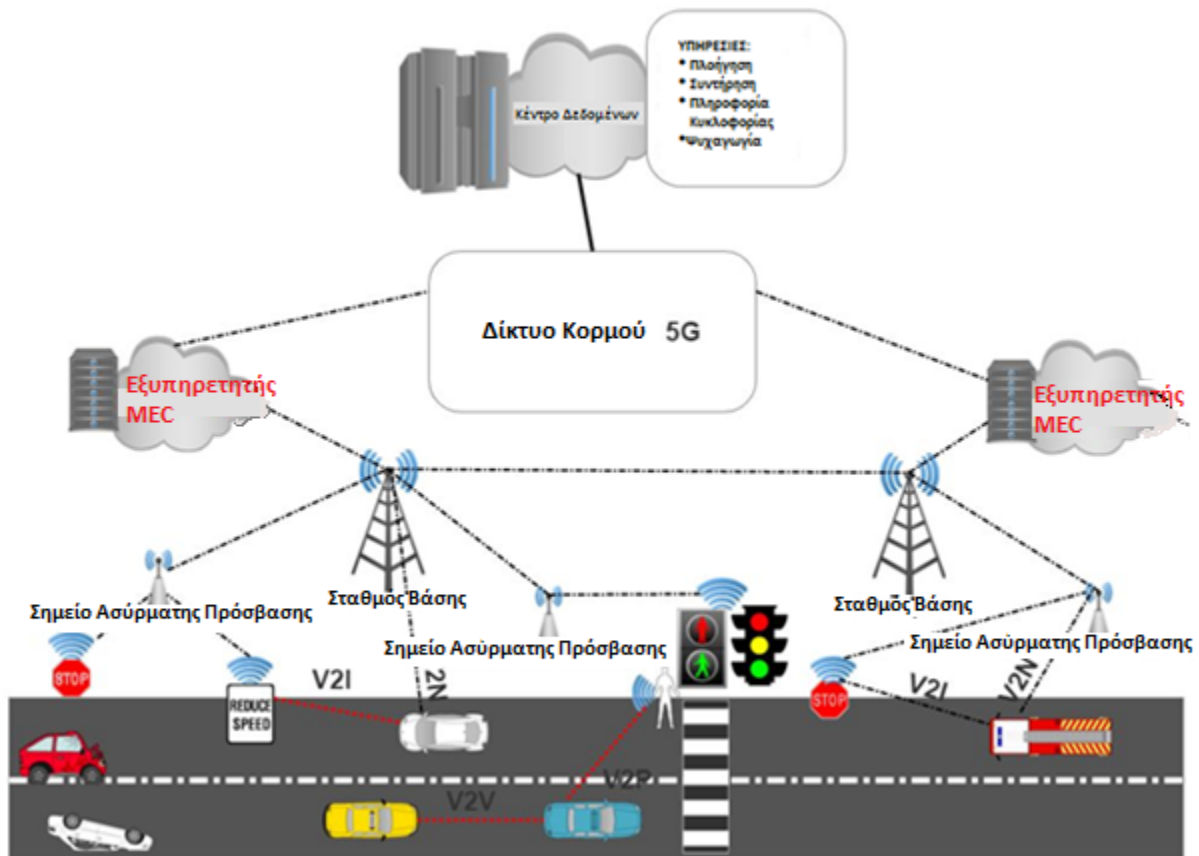 ΥΠΗΡΕΣΙΕΣ:
* Πλοήγηση
* Συντήρηση
* Πληροφορία
Κυκλοφορίας
*Ψυχαγωγία
Κέντρο Δεδομένων
Δίκτυο Κορμού 5G
Εξυπηρετητής
MEC
Εξυπηρετητής
MEC
Σταθμός Βάσης
Σταθμός Βάσης
Σημείο Ασύρματης Πρόσβασης
Σημείο Ασύρματης Πρόσβασης
Σημείο Ασύρματης Πρόσβασης
STOP
V2I
2N
REDUCE
SPEED
STOP
V2I
V2N
V2V
V2P